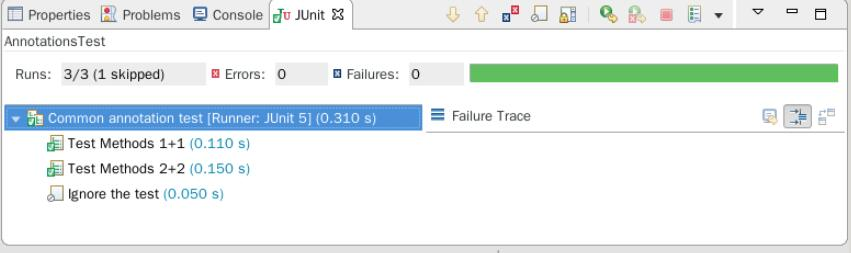 Properties Problems Console JUnit
AnnotationsTest
Runs: 3/3 (1 skipped) Errors: 0 Failures: 0
Common annotation test [Runner: JUnit 5] (0.310 s) Failure Trace
Test Methods 1+1 (0.110 s)
Test Methods 2+2 (0.150 s)
Ignore the test (0.050 s)